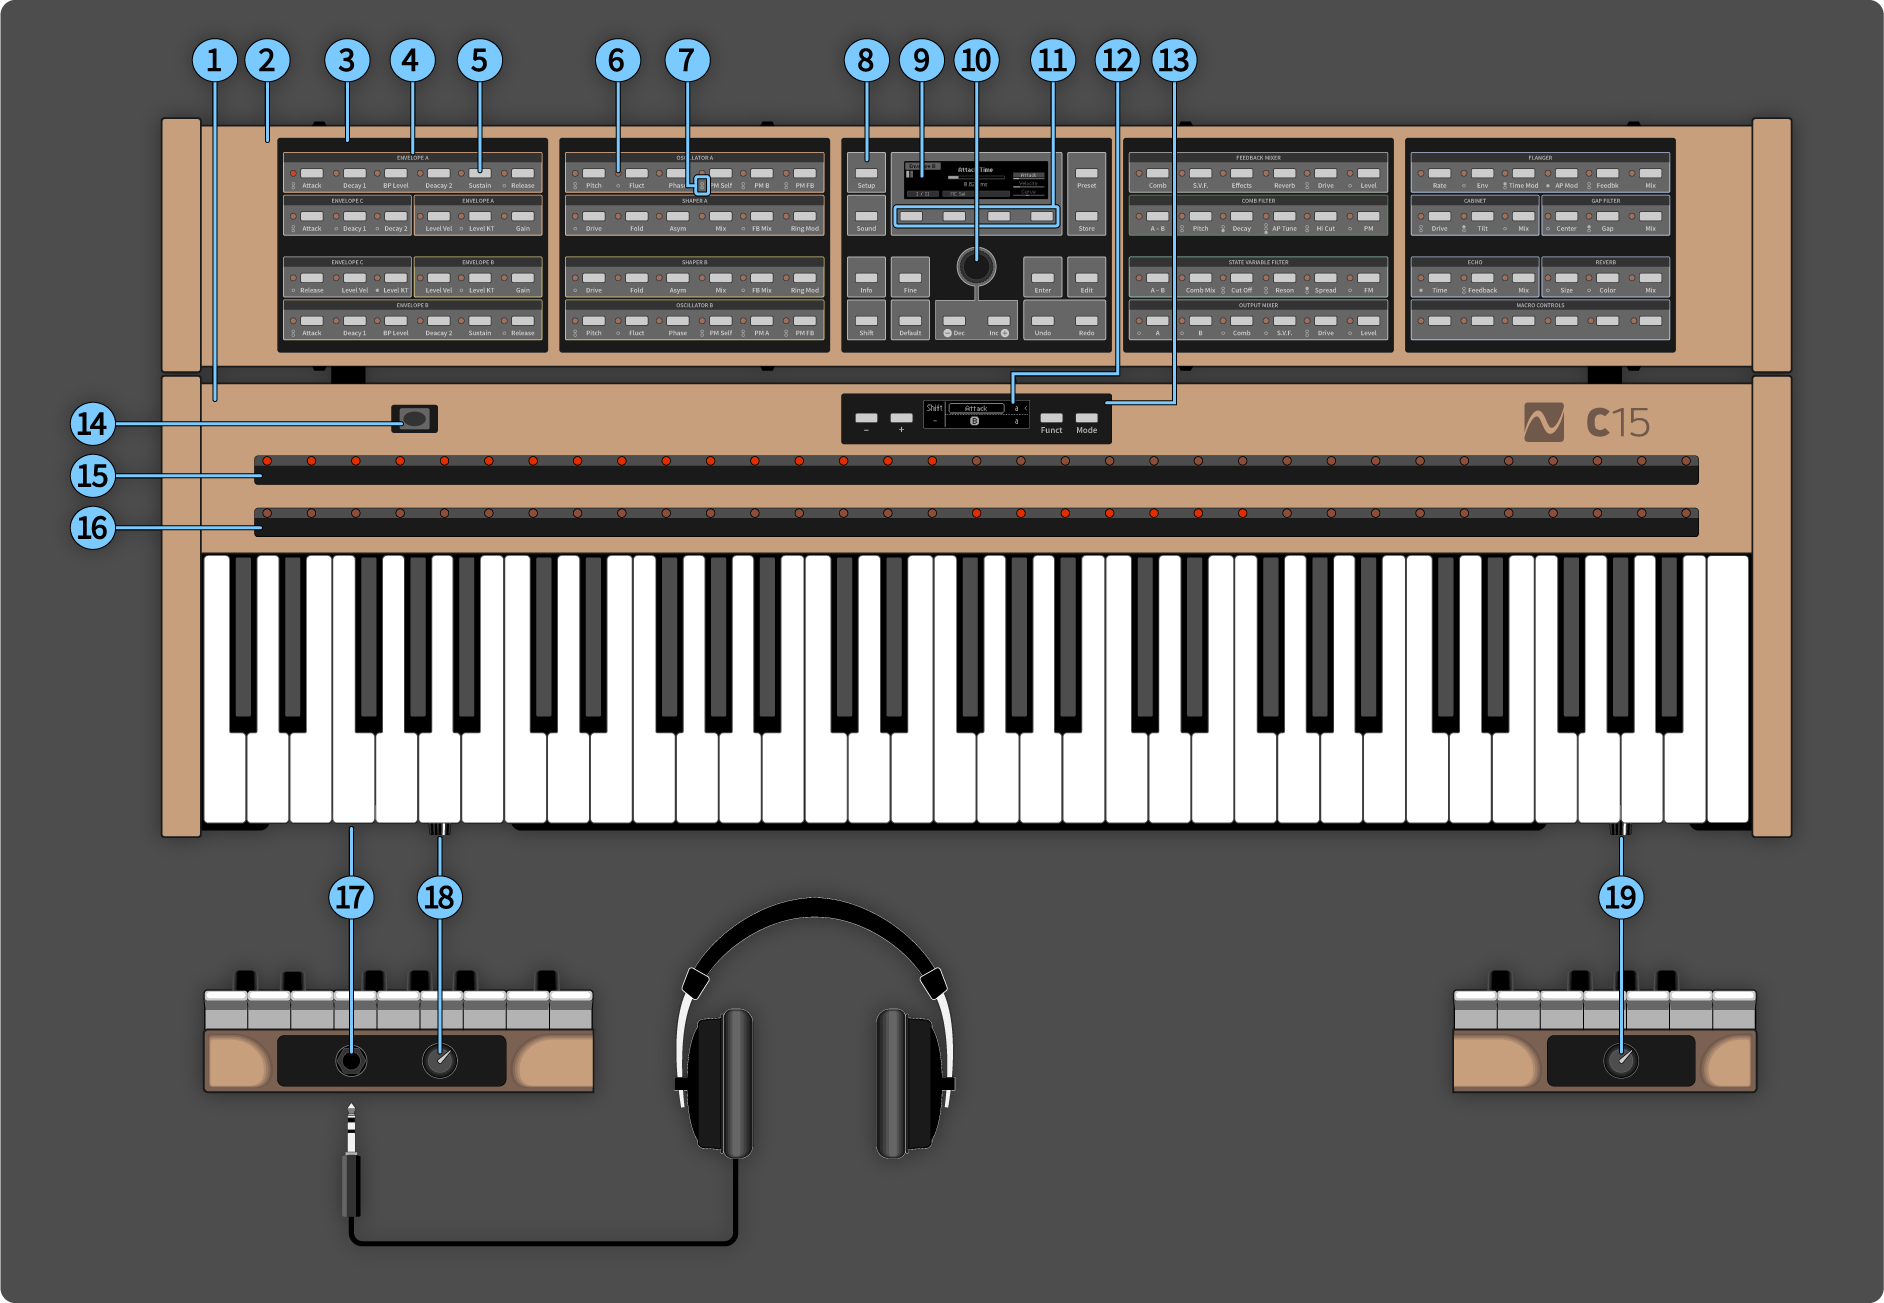 1 2 3 4 5 6 7 8 9 10 11 12 13
ENVELOPE A
Attack Decay 1 BP Level Decay 2 Sustain Release
ENVELOPE C ENVELOPE A
Attack Deacy 1 Decay 2 Level Vel Level KT Gain
ENVELOPE C ENVELOPE B
Release Level Vel Level KT Level Vel Level KT Gain
ENVELOPE B
Attack Deacy 1 BP Level Deacay 2 Sustain Release
OSCILLATOR A
Pitch Fluct Phase PM Self PM B PM FB
SHAPER A
Drive Fold Asym Mix FB Mix Ring Mod
SHAPER B
Drive Fold Asym Mix FB Mix Ring Mod
OSCILLATOR B
Pitch Fluct Phase PM Self PM A PM FB
Setup
Envelope B
Attack Time
Attack
Velocity
Preset
Sound Store
Info Fine Enter Edit
Shift Default Dec Inc Undo Redo
FEEDBACK MIXER
Comb S.V.F. Effects Reverb Drive Level
COMB FILTER
A - B Pitch Decay AP Tune Hi Cut PM
STATE VARIABLE FILTER
A - B Comb Mix Cut Off Reson Spread FM
OUTPUT MIXER
A B Comb S.V.F. Drive Level
FLANGER
Rate Env Time Mod AP Mod Feedbk Mix
CABINET GAP FILTER
Drive Tilt Mix Center Gap Mix
ECHO REVERB
Time Feedback Mix Size Color Mix
MACRO CONTROLS
14
Shift Attack a <
– B a
– + Funct Mode
C15
15
16
17 18 19